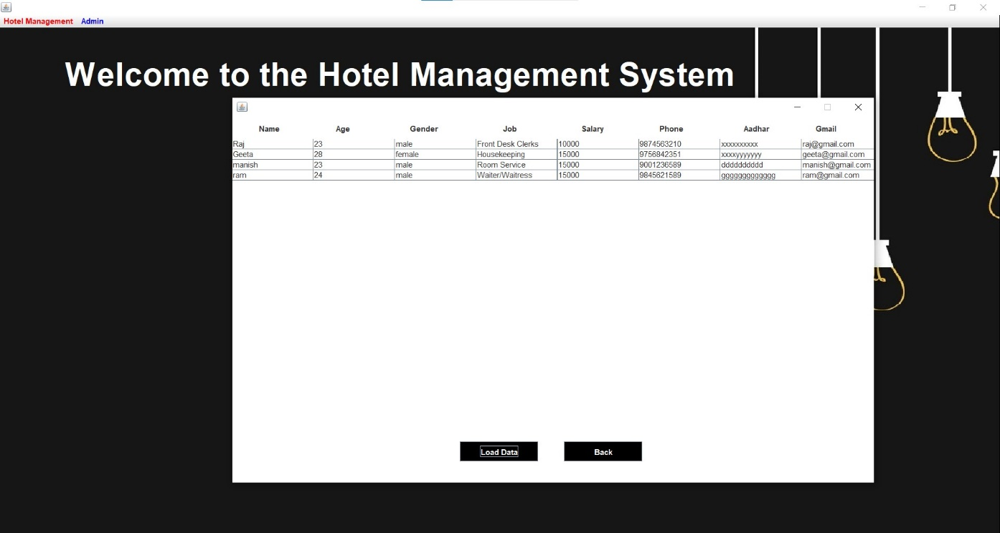 Hotel Management Admin
Welcome to the Hotel Management System
Name Age Gender Job Salary Phone Aadhar Gmail
Raj 23 male Front Desk Clerks 10000 9874563210 xxxxxxxxxx raj@gmail.com
Geeta 28 female Housekeeping 15000 9756842351 xxxxyyyyyyy geeta@gmail.com
manish 23 male Room Service 15000 9001236589 dddddddddd manish@gmail.com
ram 24 male Waiter/Waitress 15000 9845621589 ggggggggggggg ram@gmail.com
Load Data Back